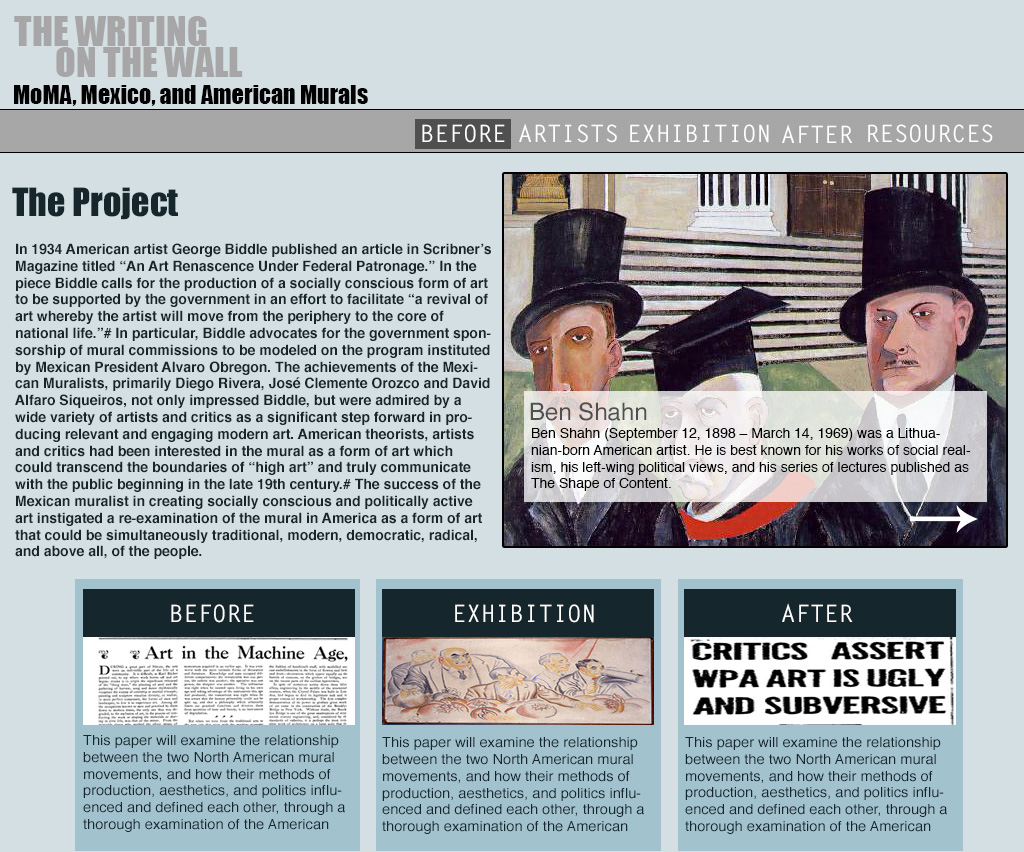 THE WRITING
ON THE WALL
MoMA, Mexico, and American Murals
BEFORE ARTISTS EXHIBITION AFTER RESOURCES
The Project
In 1934 American artist George Biddle published an article in Scribner's
Magazine titled “An Art Renascence Under Federal Patronage.” In the
piece Biddle calls for the production of a socially conscious form of art
to be supported by the government in an effort to facilitate “a revival of
art whereby the artist will move from the periphery to the core of
national life.”# In particular, Biddle advocates for the government spon-
sorship of mural commissions to be modeled on the program instituted
by Mexican President Alvaro Obregon. The achievements of the Mexi-
can Muralists, primarily Diego Rivera, José Clemente Orozco and David
Alfaro Siqueiros, not only impressed Biddle, but were admired by a
wide variety of artists and critics as a significant step forward in pro-
ducing relevant and engaging modern art. American theorists, artists
and critics had been interested in the mural as a form of art which
could transcend the boundaries of “high art” and truly communicate
with the public beginning in the late 19th century.# The success of the
Mexican muralist in creating socially conscious and politically active
art instigated a re-examination of the mural in America as a form of art
that could be simultaneously traditional, modern, democratic, radical,
and above all, of the people.
Ben Shahn
Ben Shahn (September 12, 1898 – March 14, 1969) was a Lithua-
nian-born American artist. He is best known for his works of social real-
ism, his left-wing political views, and his series of lectures published as
The Shape of Content.
BEFORE
Art in the Machine Age,
This paper will examine the relationship
between the two North American mural
movements, and how their methods of
production, aesthetics, and politics influ-
enced and defined each other, through a
thorough examination of the American
EXHIBITION
This paper will examine the relationship
between the two North American mural
movements, and how their methods of
production, aesthetics, and politics influ-
enced and defined each other, through a
thorough examination of the American
AFTER
CRITICS ASSERT
WPA ART IS UGLY
AND SUBVERSIVE
This paper will examine the relationship
between the two North American mural
movements, and how their methods of
production, aesthetics, and politics influ-
enced and defined each other, through a
thorough examination of the American